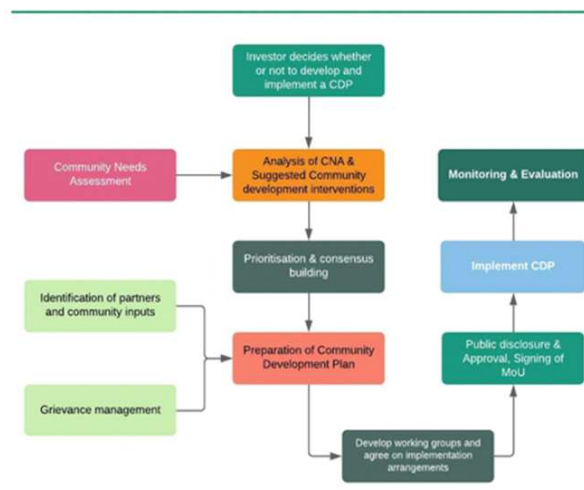 Investor decides whether
or not to develop and
implement a CDP
Community Needs
Assessment
Analysis of CNA &
Suggested Community
development interventions
Monitoring & Evaluation
Prioritisation & consensus
building
Implement CDP
Identification of partners
and community inputs
Preparation of Community
Development Plan
Public disclosure &
Approval, Signing of
MoU
Grievance management
Develop working groups and
agree on implementation
arrangements